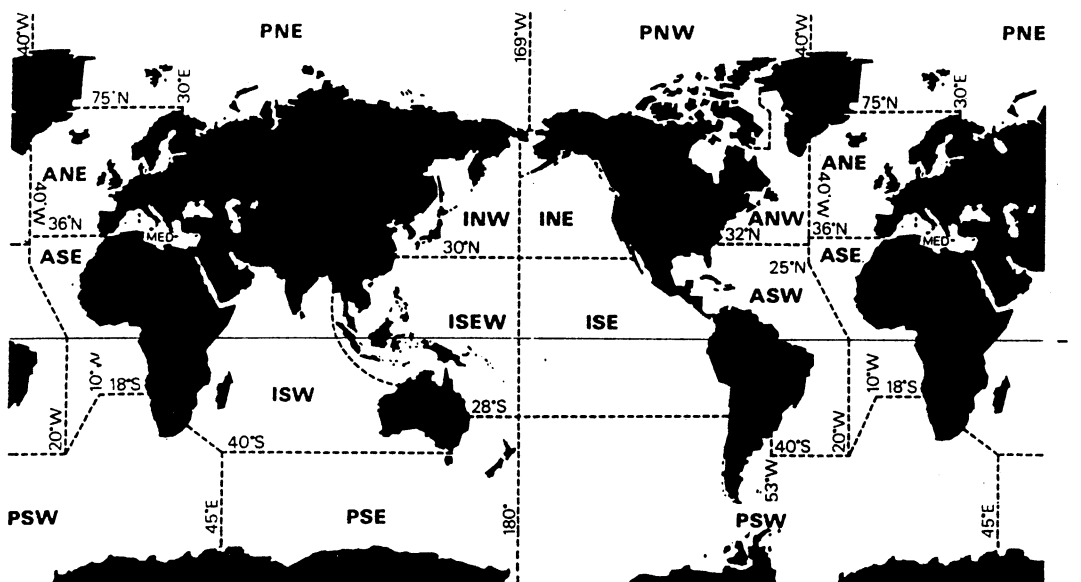 40°W
PNE
169°W
PNW
40°W
PNE
75°N
30°E
75°N
30°E
ANE
40°W
36°N
MED
ASE
INW
INE
30°N
ANW
32°N
25°N
ASW
ANE
40°W
36°N
MED
ASE
ISEW
ISE
10°W
18°S
20°W
ISW
28°S
40°S
40°S
53°W
20°W
10°W
18°S
PSW
45°E
PSE
180°
PSW
45°E